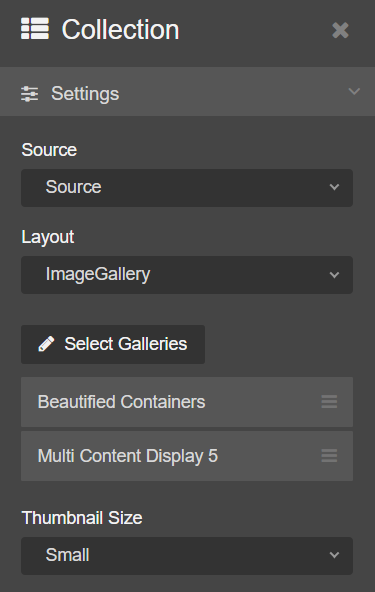 Collection
Settings
Source
Source
Layout
ImageGallery
Select Galleries
Beautified Containers
Multi Content Display 5
Thumbnail Size
Small